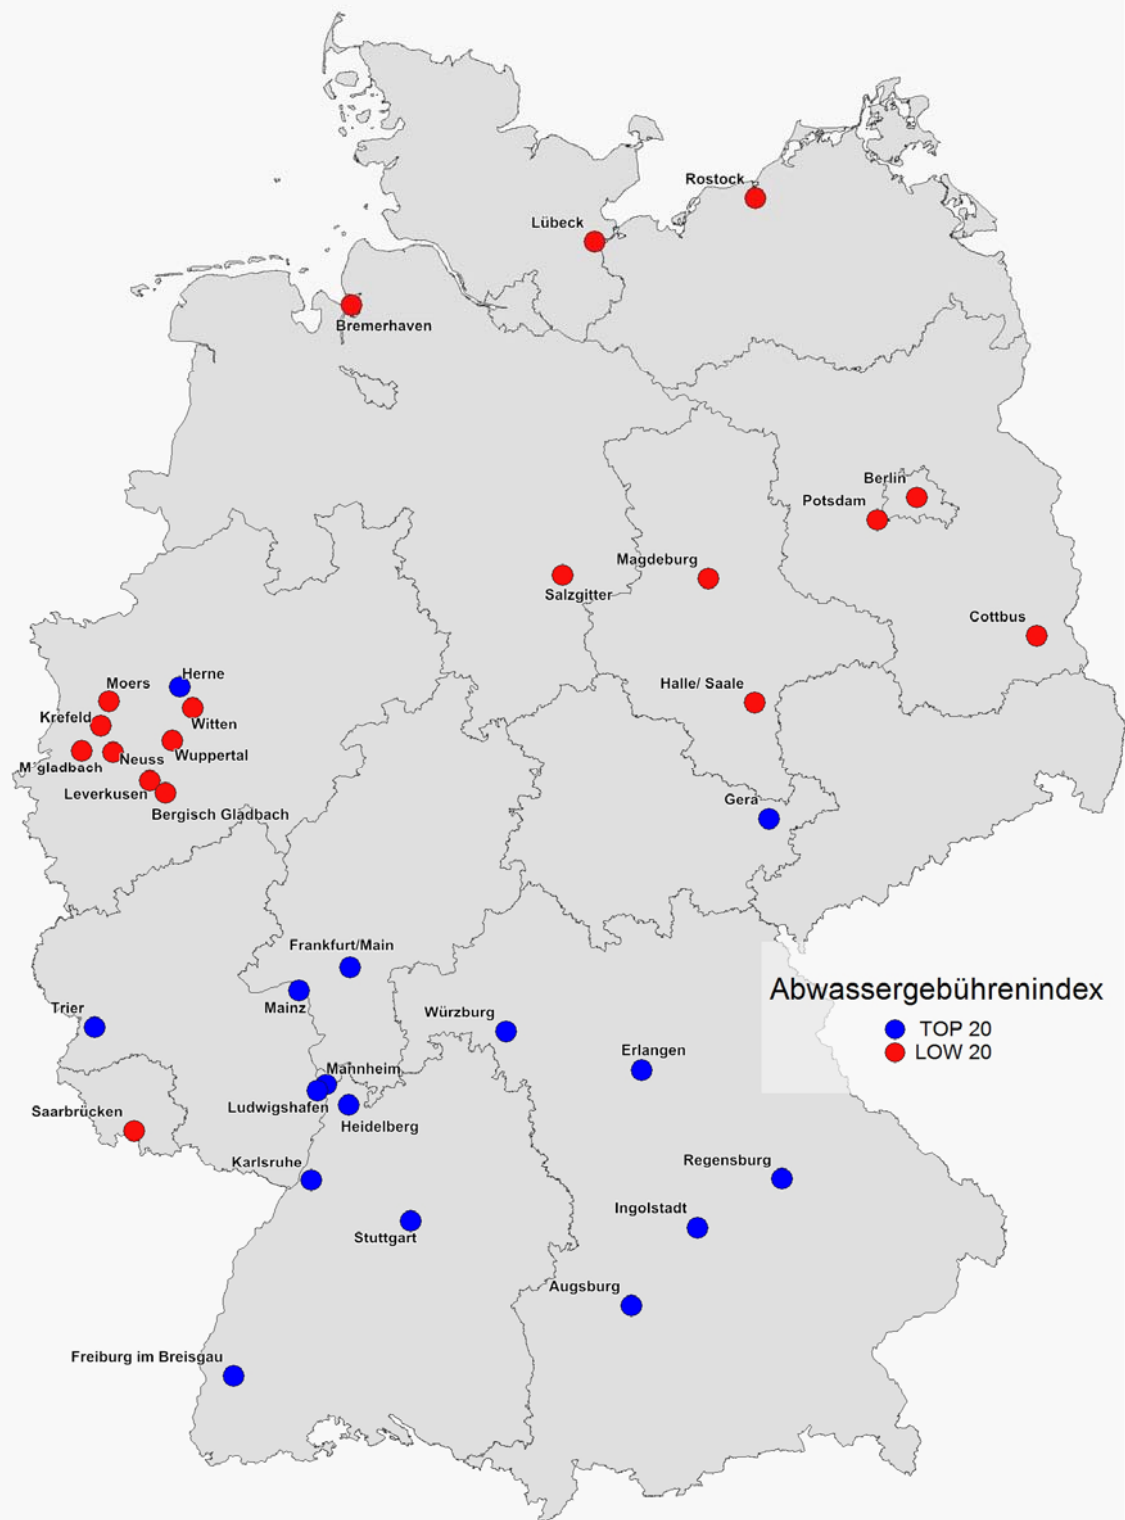 Rostock
Lübeck
Bremerhaven
Berlin
Potsdam
Magdeburg
Salzgitter
Cottbus
Herne
Moers
Halle/ Saale
Krefeld
Witten
Wuppertal
Neuss
M'gladbach
Leverkusen
Bergisch Gladbach
Gera
Frankfurt/Main
Mainz
Trier
Würzburg
Abwassergebührenindex
TOP 20
LOW 20
Erlangen
Mannheim
Ludwigshafen
Saarbrücken
Heidelberg
Karlsruhe
Regensburg
Ingolstadt
Stuttgart
Augsburg
Freiburg im Breisgau